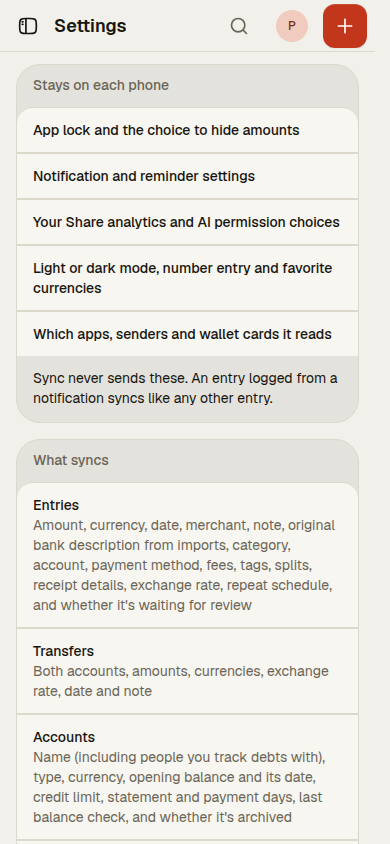 Settings
P
Stays on each phone
App lock and the choice to hide amounts
Notification and reminder settings
Your Share analytics and AI permission choices
Light or dark mode, number entry and favorite
currencies
Which apps, senders and wallet cards it reads
Sync never sends these. An entry logged from a
notification syncs like any other entry.
What syncs
Entries
Amount, currency, date, merchant, note, original
bank description from imports, category,
account, payment method, fees, tags, splits,
receipt details, exchange rate, repeat schedule,
and whether it's waiting for review
Transfers
Both accounts, amounts, currencies, exchange
rate, date and note
Accounts
Name (including people you track debts with),
type, currency, opening balance and its date,
credit limit, statement and payment days, last
balance check, and whether it's archived